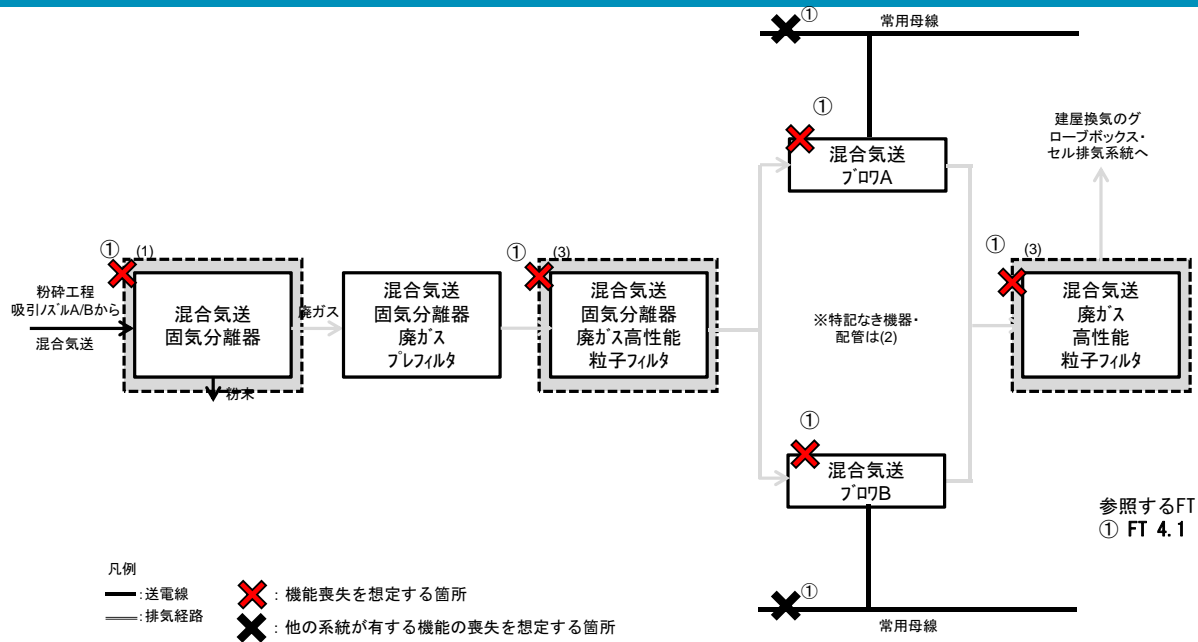 ①
常用母線
①
混合気送
ブロワA
建屋換気のグ
ローブボックス・
セル排気系統へ
① (1)
粉砕工程
吸引ノズルA/Bから
混合気送
混合気送
固気分離器
粉末
廃ガス
混合気送
固気分離器
廃ガス
プレフィルタ
① (3)
混合気送
固気分離器
廃ガス高性能
粒子フィルタ
※特記なき機器・
配管は(2)
① (3)
混合気送
廃ガス
高性能
粒子フィルタ
①
混合気送
ブロワB
①
常用母線
参照するFT
① FT 4.1
凡例
:送電線
:排気経路
: 機能喪失を想定する箇所
: 他の系統が有する機能の喪失を想定する箇所